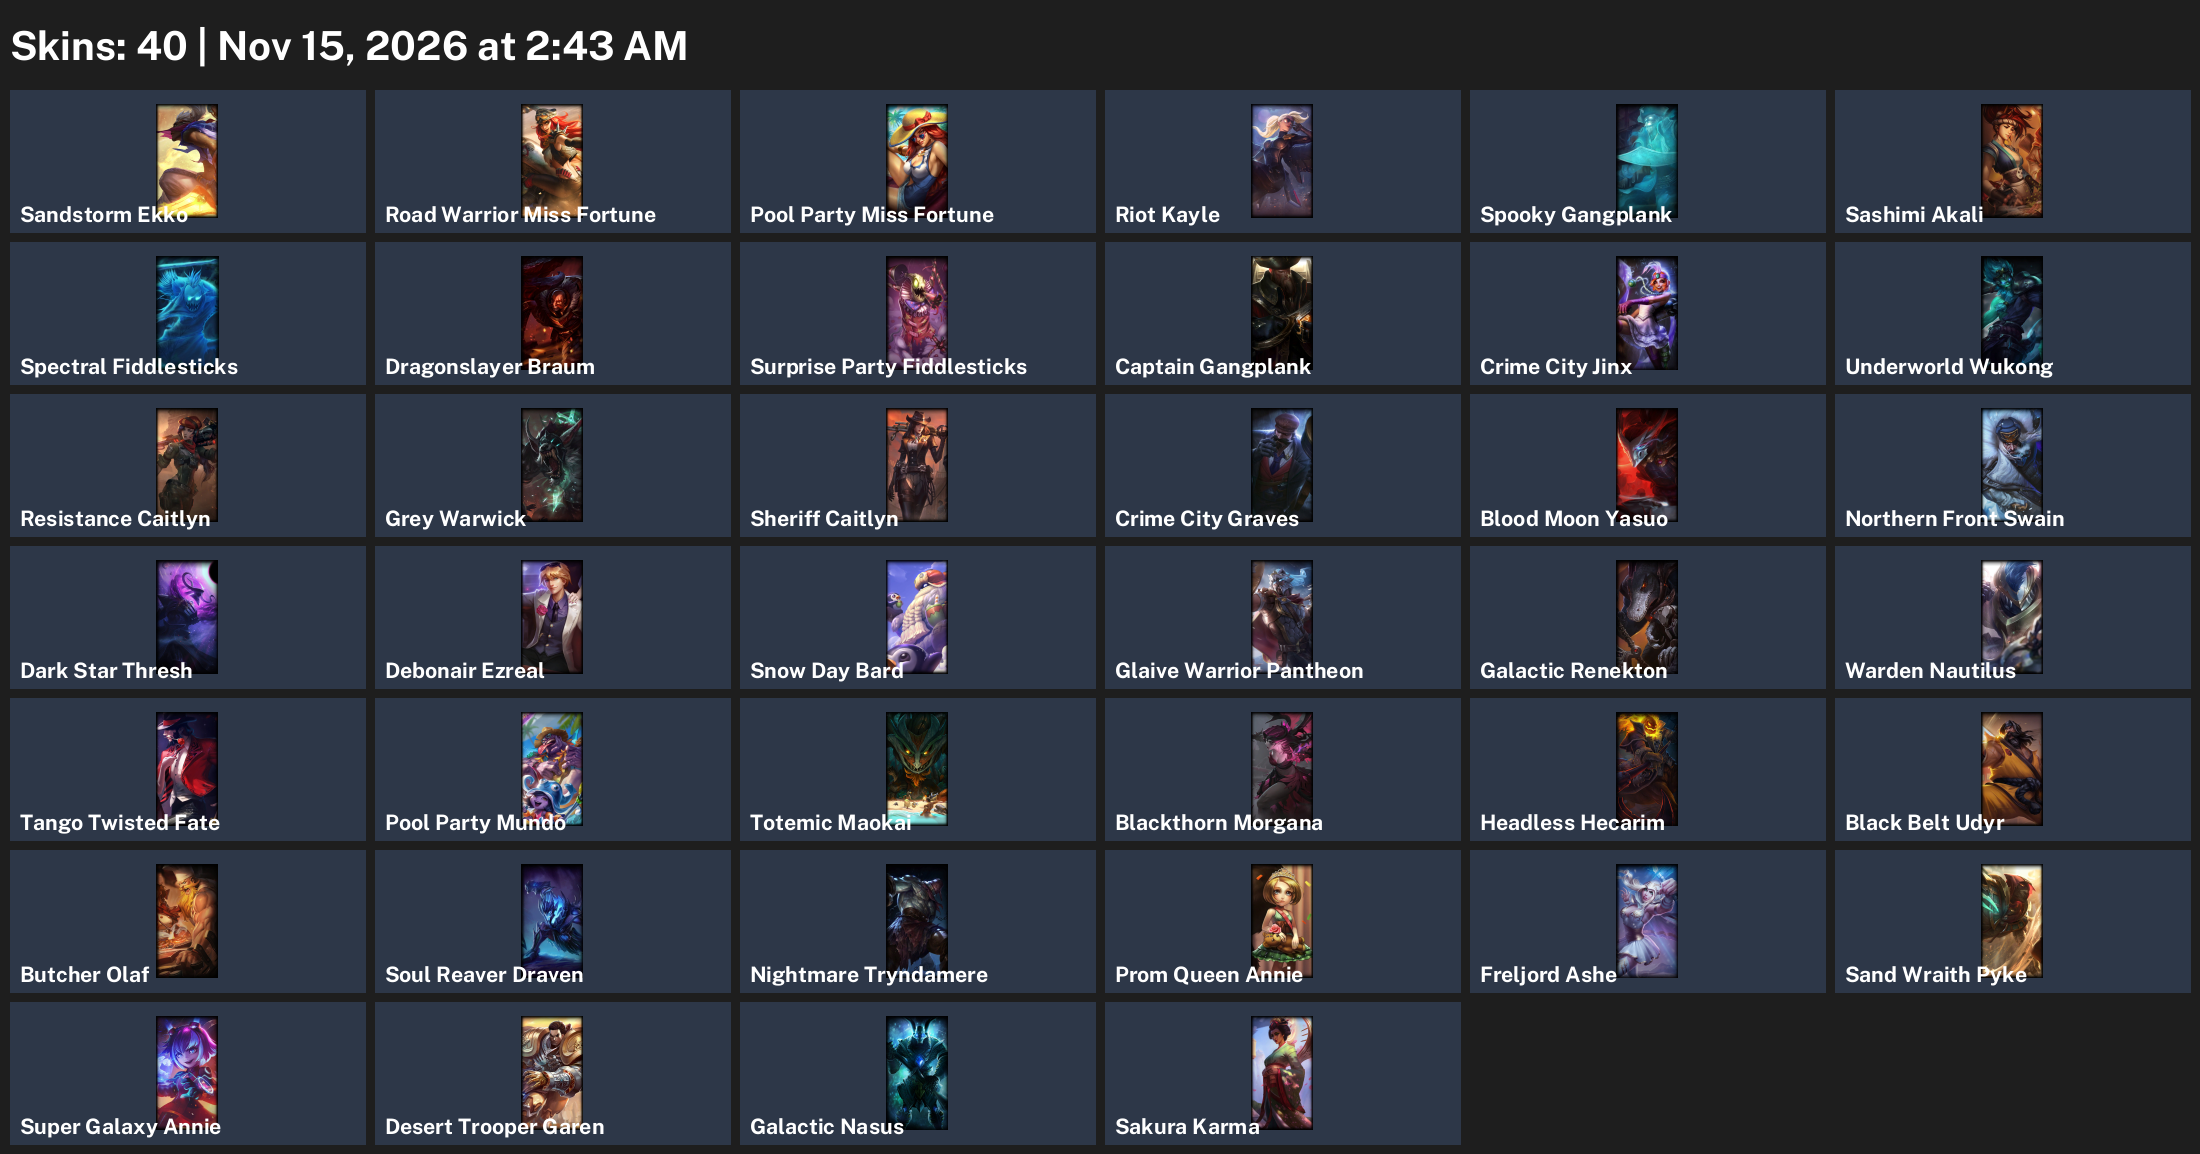 Skins: 40 | Nov 15, 2026 at 2:43 AM
Sandstorm Ekko
Road Warrior Miss Fortune
Pool Party Miss Fortune
Riot Kayle
Spooky Gangplank
Sashimi Akali
Spectral Fiddlesticks
Dragonslayer Braum
Surprise Party Fiddlesticks
Captain Gangplank
Crime City Jinx
Underworld Wukong
Resistance Caitlyn
Grey Warwick
Sheriff Caitlyn
Crime City Graves
Blood Moon Yasuo
Northern Front Swain
Dark Star Thresh
Debonair Ezreal
Snow Day Bard
Glaive Warrior Pantheon
Galactic Renekton
Warden Nautilus
Tango Twisted Fate
Pool Party Mundo
Totemic Maokai
Blackthorn Morgana
Headless Hecarim
Black Belt Udyr
Butcher Olaf
Soul Reaver Draven
Nightmare Tryndamere
Prom Queen Annie
Freljord Ashe
Sand Wraith Pyke
Super Galaxy Annie
Desert Trooper Garen
Galactic Nasus
Sakura Karma